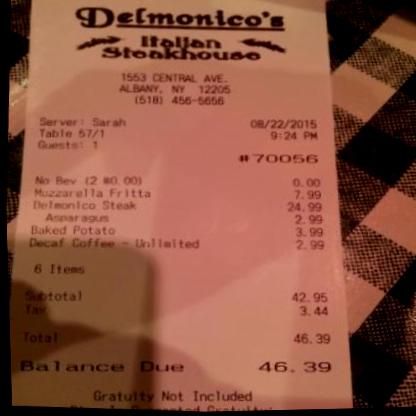 Delmonico's
Italian
Steakhouse
1553 CENTRAL AVE.
ALBANY, NY 12205
(518) 456-5656
Server: Sarah 08/22/2015
Table 57/1 9:24 PM
Guests: 1
#70056
No Bev (2 @0.00) 0.00
Mozzarella Fritta 7.99
Delmonico Steak 24.99
Asparagus 2.99
Baked Potato 3.99
Decaf Coffee - Unlimited 2.99
6 Items
Subtotal 42.95
Tax 3.44
Total 46.39
Balance Due 46.39
Gratuity Not Included